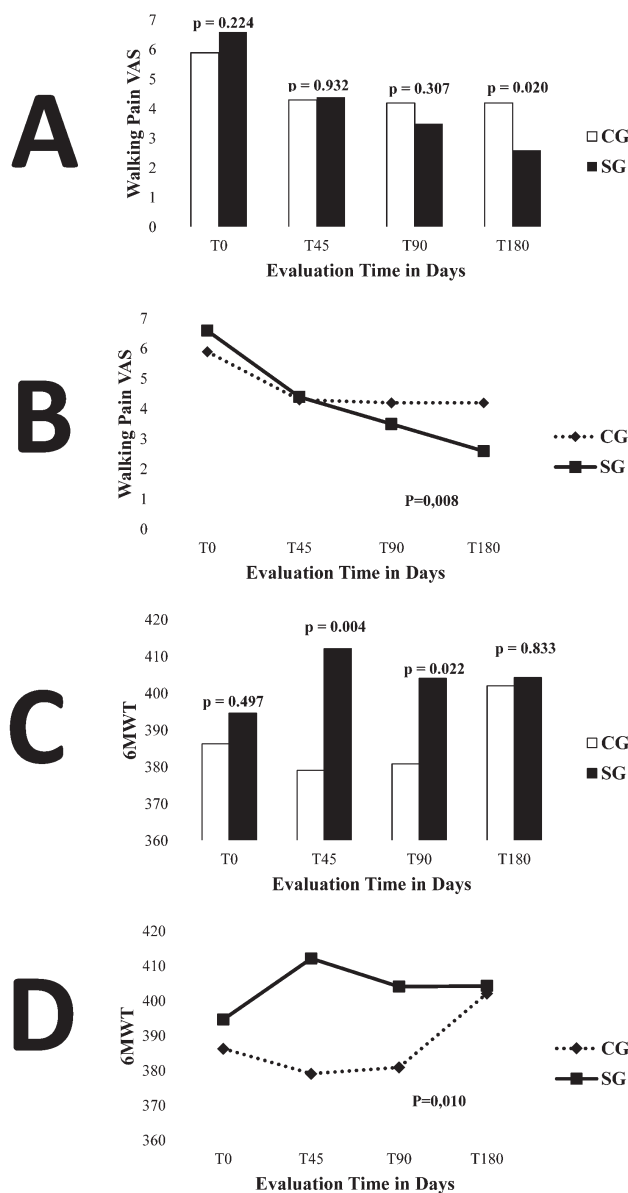 A
Walking Pain VAS
7
6
5
4
3
2
1
0
p = 0.224
p = 0.932
p = 0.307
p = 0.020
CG
SG
T0 T45 T90 T180
Evaluation Time in Days
B
Walking Pain VAS
7
6
5
4
3
2
1
0
CG
SG
P=0,008
T0 T45 T90 T180
Evaluation Time in Days
C
6MWT
420
410
400
390
380
370
360
p = 0.497
p = 0.004
p = 0.022
p = 0.833
CG
SG
T0 T45 T90 T180
Evaluation Time in Days
D
6MWT
420
410
400
390
380
370
360
CG
SG
P=0,010
T0 T45 T90 T180
Evaluation Time in Days